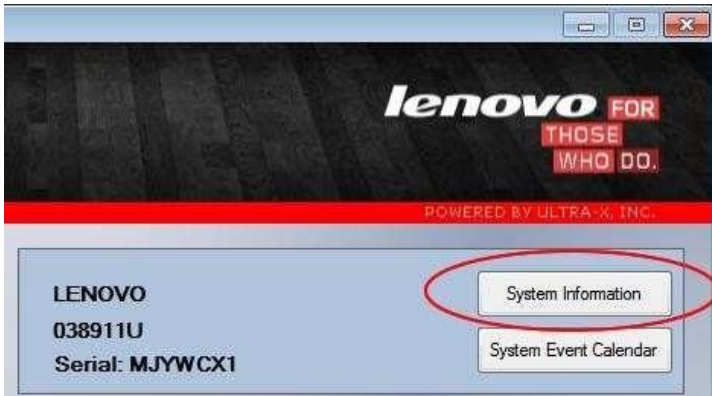 lenovo FOR
THOSE
WHO DO.
POWERED BY ULTRA-X, INC.
LENOVO
System Information
038911U
System Event Calendar
Serial: MJYWCX1